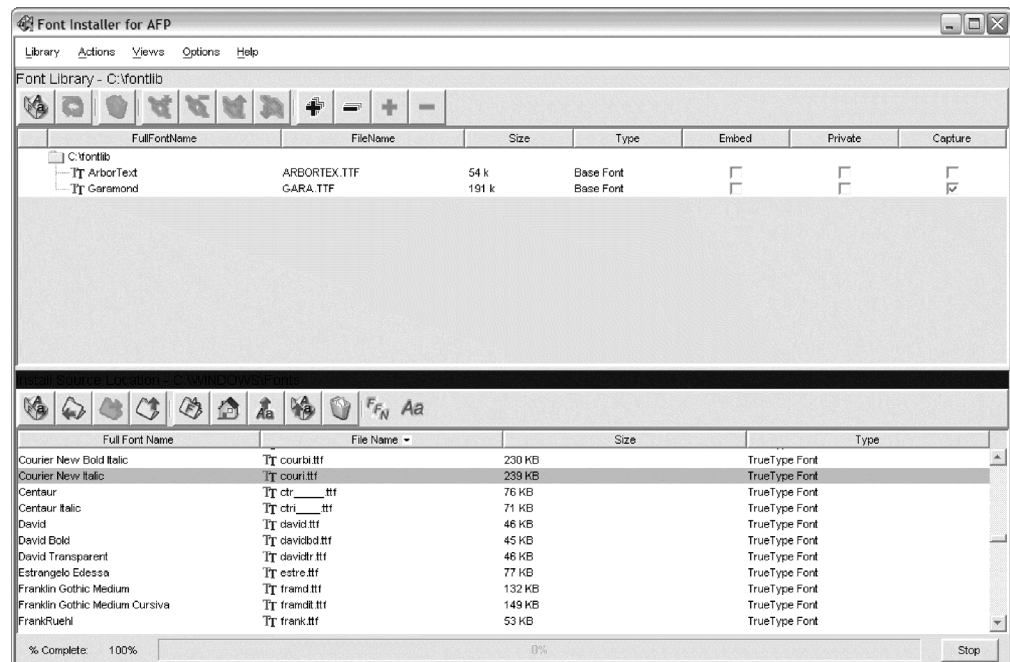 Font Installer for AFP
Library Actions Views Options Help
Font Library - C:\fontlib
FullFontName FileName Size Type Embed Private Capture
C:\fontlib
ArborText ARBORTEX.TTF 54 k Base Font
Garamond GARA.TTF 191 k Base Font
Install Source Location - C:\WINDOWS\Fonts
FFN Aa
Full Font Name File Name Size Type
Courier New Bold Italic courbi.ttf 230 KB TrueType Font
Courier New Italic couri.ttf 239 KB TrueType Font
Centaur ctr_____.ttf 76 KB TrueType Font
Centaur Italic ctri____.ttf 71 KB TrueType Font
David david.ttf 46 KB TrueType Font
David Bold davidbd.ttf 45 KB TrueType Font
David Transparent davidtr.ttf 46 KB TrueType Font
Estrangelo Edessa estre.ttf 77 KB TrueType Font
Franklin Gothic Medium framd.ttf 132 KB TrueType Font
Franklin Gothic Medium Cursiva framdit.ttf 149 KB TrueType Font
FrankRuehl frank.ttf 53 KB TrueType Font
% Complete: 100% 0% Stop